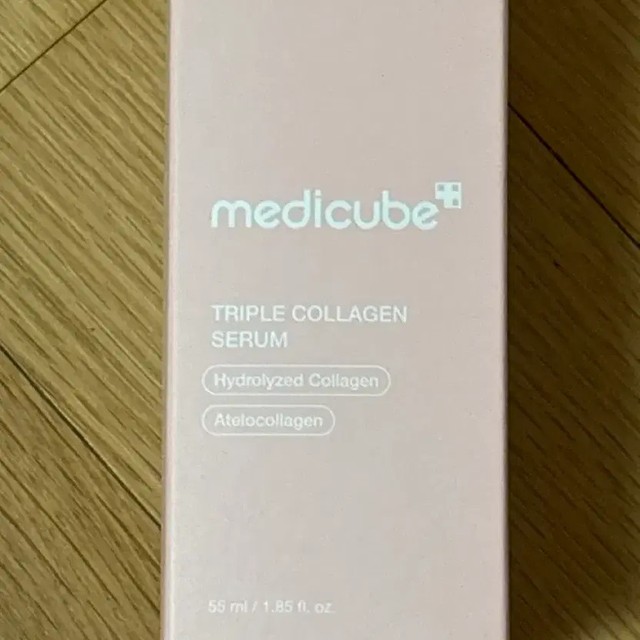 medicube
TRIPLE COLLAGEN
SERUM
Hydrolyzed Collagen
Atelocollagen
55 ml / 1.85 fl. oz.